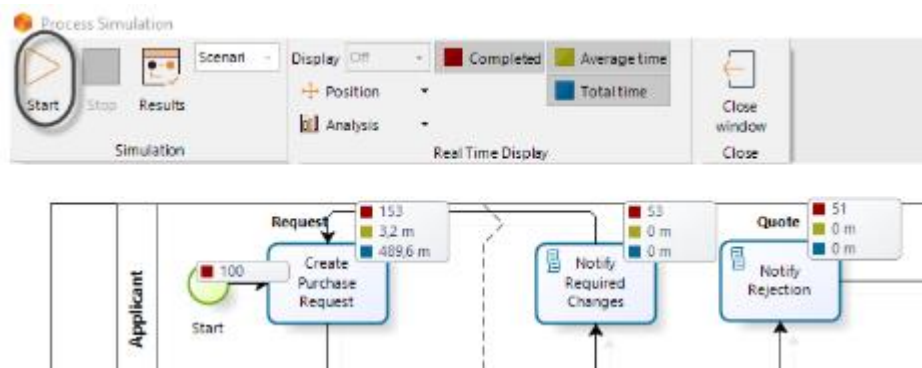 Process Simulation
Start
Stop
Results
Scenari
Simulation
Display Off
Position
Analysis
Completed
Average time
Total time
Real Time Display
Close
window
Close
Applicant
100
Start
Request
153
3,2 m
489,6 m
Create
Purchase
Request
53
0 m
0 m
Notify
Required
Changes
Quote
51
0 m
0 m
Notify
Rejection